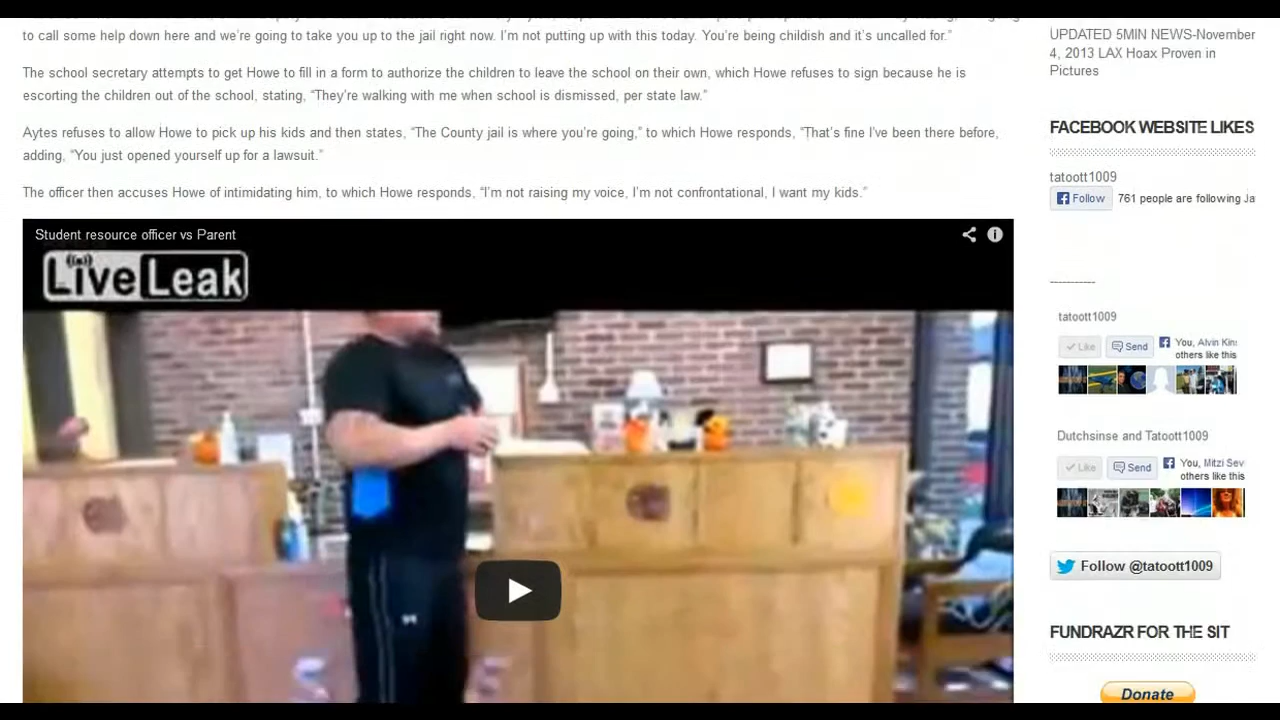 to call some help down here and we're going to take you up to the jail right now. I'm not putting up with this today. You're being childish and it's uncalled for.”
The school secretary attempts to get Howe to fill in a form to authorize the children to leave the school on their own, which Howe refuses to sign because he is
escorting the children out of the school, stating, “They're walking with me when school is dismissed, per state law.”
Aytes refuses to allow Howe to pick up his kids and then states, “The County jail is where you're going,” to which Howe responds, “That's fine I've been there before,
adding, “You just opened yourself up for a lawsuit.”
The officer then accuses Howe of intimidating him, to which Howe responds, “I'm not raising my voice, I'm not confrontational, I want my kids.”
Student resource officer vs Parent
LiveLeak
UPDATED 5MIN NEWS-November
4, 2013 LAX Hoax Proven in
Pictures
FACEBOOK WEBSITE LIKES
tatoott1009
Follow 761 people are following Ja
-----------
tatoott1009
Like Send You, Alvin Kin
others like this
Dutchsinse and Tatoott1009
Like Send You, Mitzi Sev
others like this
Follow @tatoott1009
FUNDRAZR FOR THE SIT
Donate